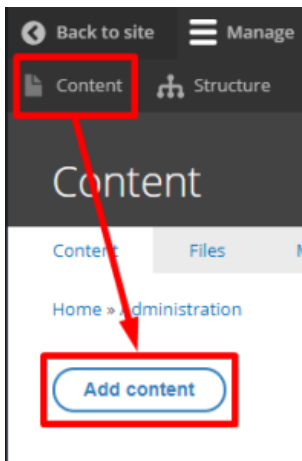 Back to site Manage
Content Structure
Content
Content Files
Home » Administration
Add content